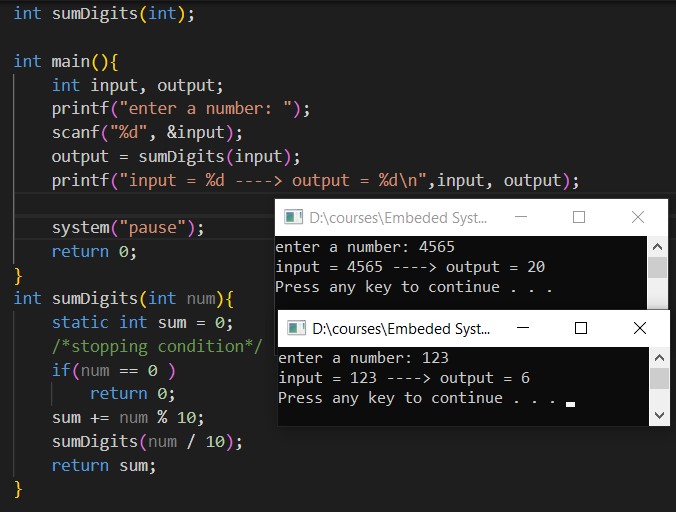 int sumDigits(int);
int main(){
int input, output;
printf("enter a number: ");
scanf("%d", &input);
output = sumDigits(input);
printf("input = %d ----> output = %d\n",input, output);
system("pause");
return 0;
}
int sumDigits(int num){
static int sum = 0;
/*stopping condition*/
if(num == 0 )
return 0;
sum += num % 10;
sumDigits(num / 10);
return sum;
}
D:\courses\Embeded Syst...
enter a number: 4565
input = 4565 ----> output = 20
Press any key to continue . . .
D:\courses\Embeded Syst...
enter a number: 123
input = 123 ----> output = 6
Press any key to continue . . .